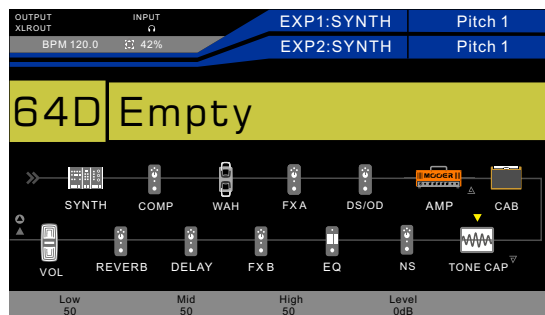 OUTPUT INPUT EXP1:SYNTH Pitch 1
XLROUT
BPM 120.0 42% EXP2:SYNTH Pitch 1
64D Empty
MOOER
SYNTH COMP WAH FX A DS/OD AMP CAB
VOL REVERB DELAY FX B EQ NS TONE CAP
Low Mid High Level
50 50 50 0dB